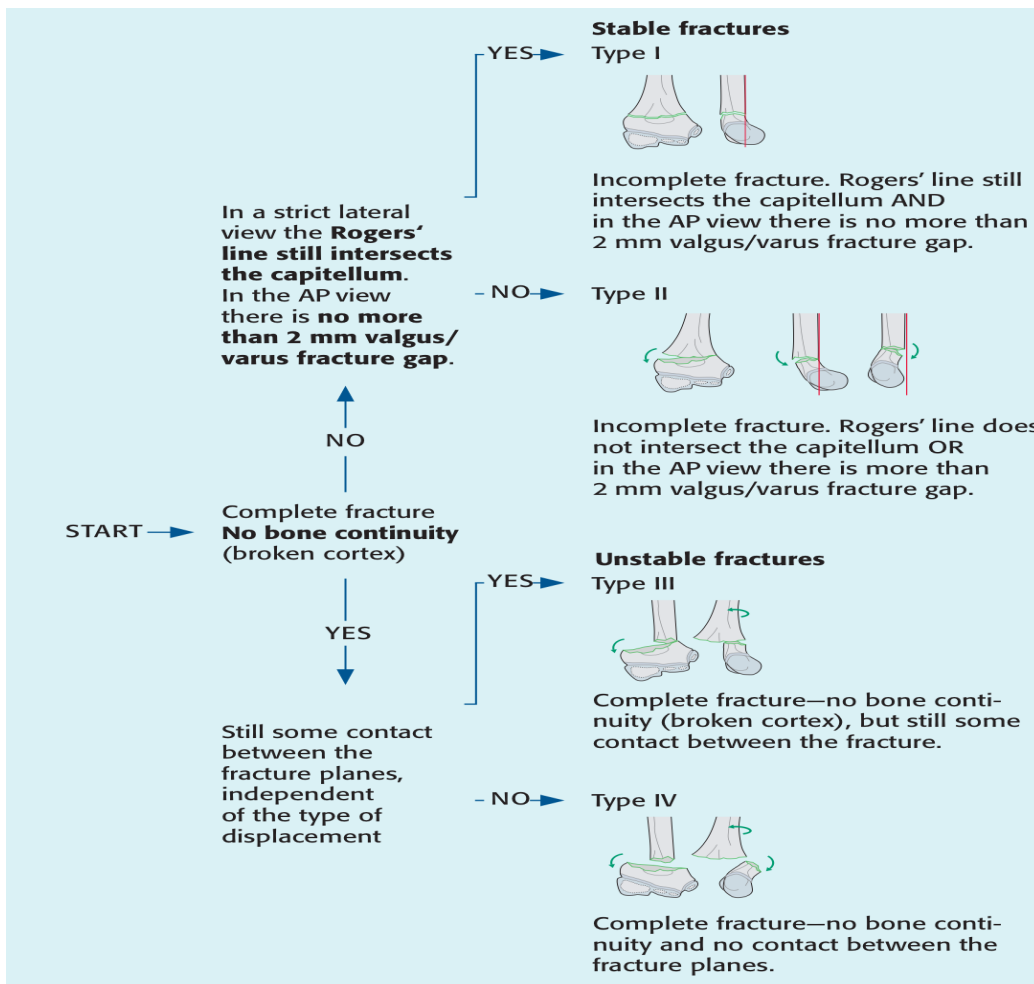 Stable fractures
YES
Type I
Incomplete fracture. Rogers’ line still
intersects the capitellum AND
in the AP view there is no more than
2 mm valgus/varus fracture gap.
In a strict lateral
view the Rogers‘
line still intersects
the capitellum.
In the AP view
there is no more
than 2 mm valgus/
varus fracture gap.
NO
Type II
Incomplete fracture. Rogers’ line does
not intersect the capitellum OR
in the AP view there is more than
2 mm valgus/varus fracture gap.
NO
START
Complete fracture
No bone continuity
(broken cortex)
YES
Unstable fractures
YES
Type III
Complete fracture—no bone conti-
nuity (broken cortex), but still some
contact between the fracture.
Still some contact
between the
fracture planes,
independent
of the type of
displacement
NO
Type IV
Complete fracture—no bone conti-
nuity and no contact between the
fracture planes.